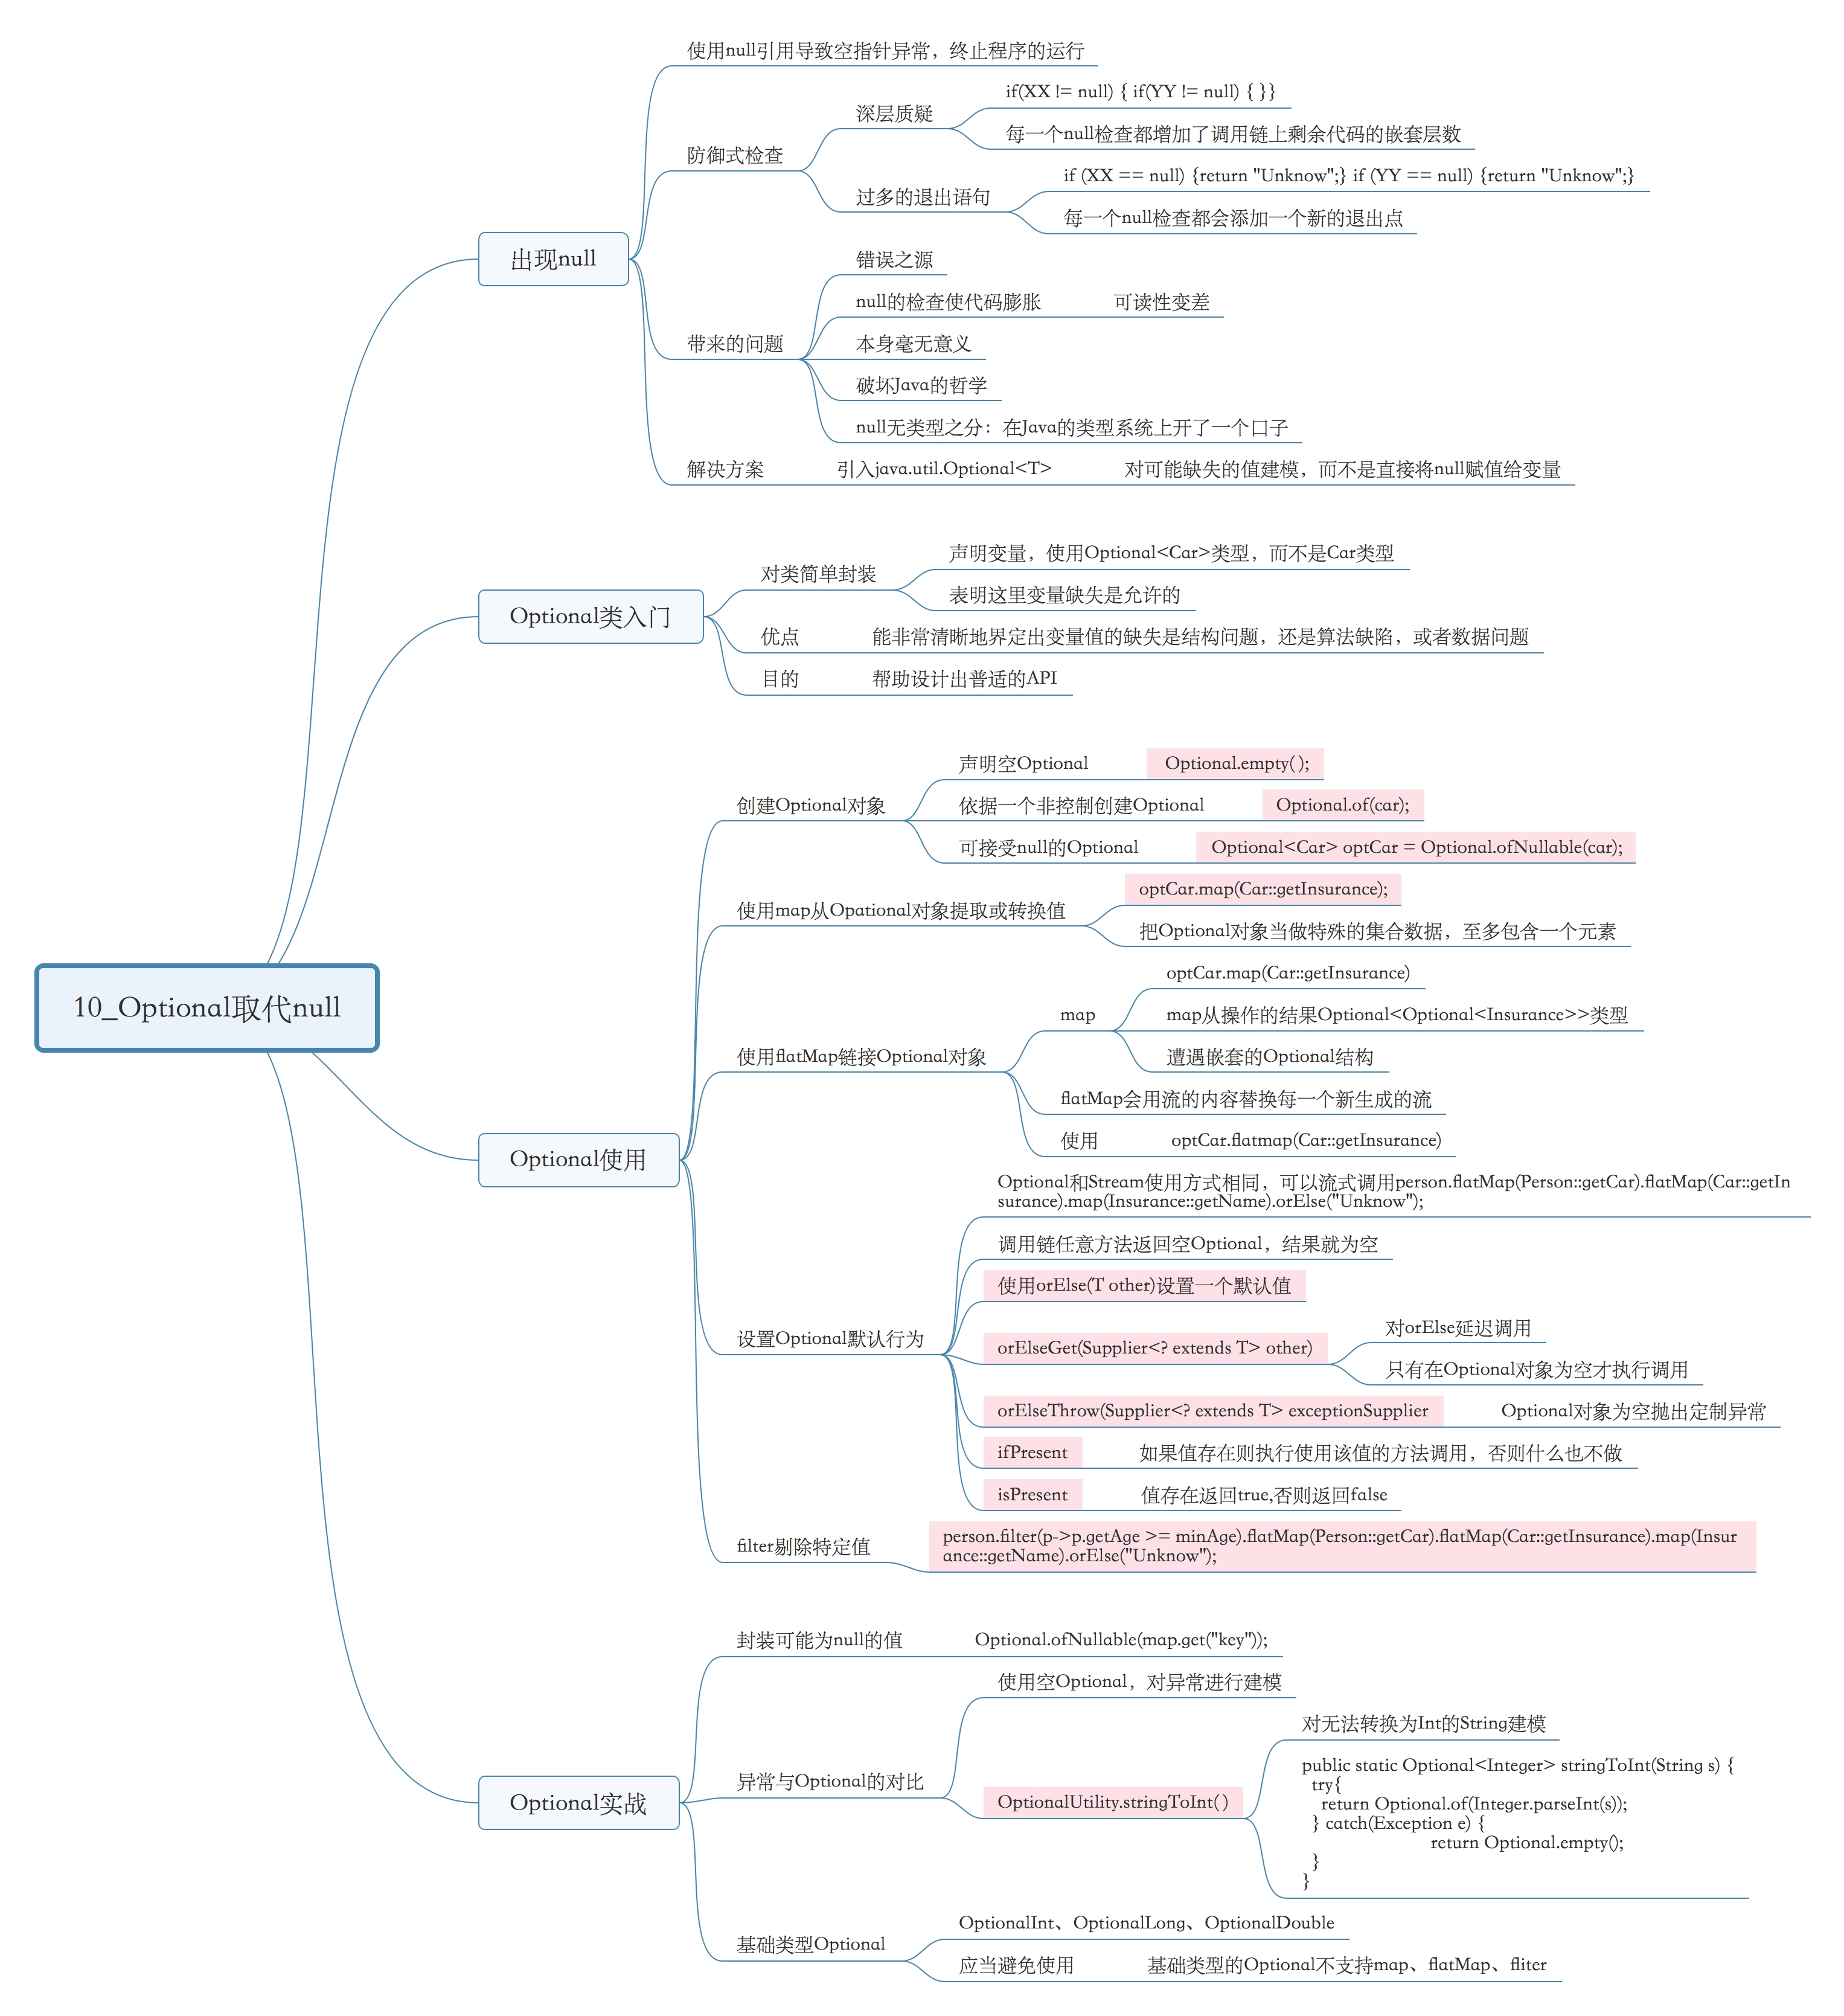 10_Optional取代null
出现null
使用null引用导致空指针异常，终止程序的运行
防御式检查
深层质疑
if(XX != null) { if(YY != null) { }}
每一个null检查都增加了调用链上剩余代码的嵌套层数
过多的退出语句
if (XX == null) {return "Unknow";} if (YY == null) {return "Unknow";}
每一个null检查都会添加一个新的退出点
带来的问题
错误之源
null的检查使代码膨胀
可读性变差
本身毫无意义
破坏Java的哲学
null无类型之分：在Java的类型系统上开了一个口子
解决方案
引入java.util.Optional<T>
对可能缺失的值建模，而不是直接将null赋值给变量
Optional类入门
对类简单封装
声明变量，使用Optional<Car>类型，而不是Car类型
表明这里变量缺失是允许的
优点
能非常清晰地界定出变量值的缺失是结构问题，还是算法缺陷，或者数据问题
目的
帮助设计出普适的API
Optional使用
创建Optional对象
声明空Optional
Optional.empty();
依据一个非控制创建Optional
Optional.of(car);
可接受null的Optional
Optional<Car> optCar = Optional.ofNullable(car);
使用map从Opational对象提取或转换值
optCar.map(Car::getInsurance);
把Optional对象当做特殊的集合数据，至多包含一个元素
使用flatMap链接Optional对象
map
optCar.map(Car::getInsurance)
map从操作的结果Optional<Optional<Insurance>>类型
遭遇嵌套的Optional结构
flatMap会用流的内容替换每一个新生成的流
使用
optCar.flatmap(Car::getInsurance)
设置Optional默认行为
Optional和Stream使用方式相同，可以流式调用person.flatMap(Person::getCar).flatMap(Car::getIn
surance).map(Insurance::getName).orElse("Unknow");
调用链任意方法返回空Optional，结果就为空
使用orElse(T other)设置一个默认值
orElseGet(Supplier<? extends T> other)
对orElse延迟调用
只有在Optional对象为空才执行调用
orElseThrow(Supplier<? extends T> exceptionSupplier
Optional对象为空抛出定制异常
ifPresent
如果值存在则执行使用该值的方法调用，否则什么也不做
isPresent
值存在返回true,否则返回false
filter剔除特定值
person.filter(p->p.getAge >= minAge).flatMap(Person::getCar).flatMap(Car::getInsurance).map(Insur
ance::getName).orElse("Unknow");
Optional实战
封装可能为null的值
Optional.ofNullable(map.get("key"));
异常与Optional的对比
使用空Optional，对异常进行建模
OptionalUtility.stringToInt()
对无法转换为Int的String建模
public static Optional<Integer> stringToInt(String s) {
try{
return Optional.of(Integer.parseInt(s));
} catch(Exception e) {
return Optional.empty();
}
}
基础类型Optional
OptionalInt、OptionalLong、OptionalDouble
应当避免使用
基础类型的Optional不支持map、flatMap、fliter